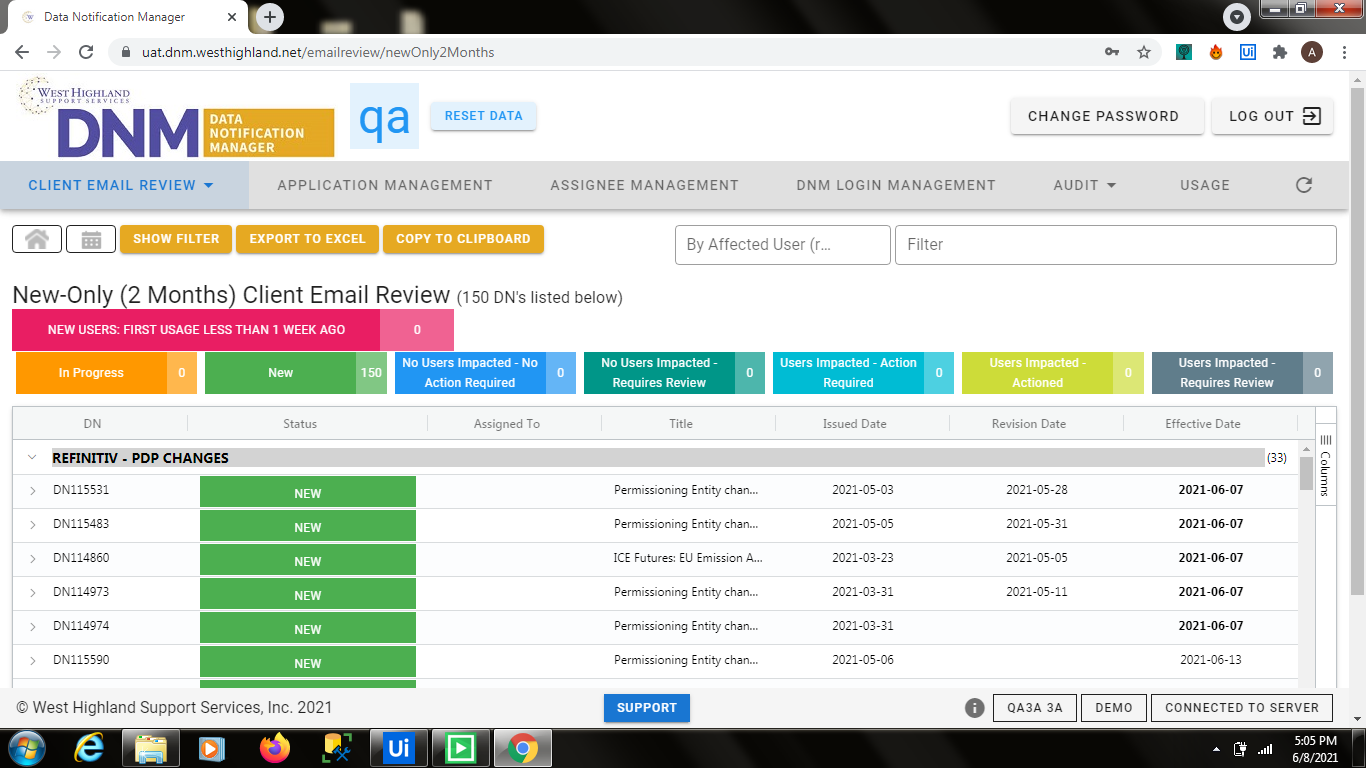 Data Notification Manager
uat.dnm.westhighland.net/emailreview/newOnly2Months
A
WEST HIGHLAND
SUPPORT SERVICES
DNM DATA NOTIFICATION MANAGER
qa
RESET DATA
CHANGE PASSWORD
LOG OUT
CLIENT EMAIL REVIEW APPLICATION MANAGEMENT ASSIGNEE MANAGEMENT DNM LOGIN MANAGEMENT AUDIT USAGE
SHOW FILTER EXPORT TO EXCEL COPY TO CLIPBOARD By Affected User (r... Filter
New-Only (2 Months) Client Email Review (150 DN's listed below)
NEW USERS: FIRST USAGE LESS THAN 1 WEEK AGO 0
In Progress 0
New 150
No Users Impacted - No Action Required 0
No Users Impacted - Requires Review 0
Users Impacted - Action Required 0
Users Impacted - Actioned 0
Users Impacted - Requires Review 0
DN Status Assigned To Title Issued Date Revision Date Effective Date
Columns
REFINITIV - PDP CHANGES (33)
DN115531 NEW Permissioning Entity chan... 2021-05-03 2021-05-28 2021-06-07
DN115483 NEW Permissioning Entity chan... 2021-05-05 2021-05-31 2021-06-07
DN114860 NEW ICE Futures: EU Emission A... 2021-03-23 2021-05-05 2021-06-07
DN114973 NEW Permissioning Entity chan... 2021-03-31 2021-05-11 2021-06-07
DN114974 NEW Permissioning Entity chan... 2021-03-31 2021-06-07
DN115590 NEW Permissioning Entity chan... 2021-05-06 2021-06-13
© West Highland Support Services, Inc. 2021 SUPPORT QA3A 3A DEMO CONNECTED TO SERVER
Ui
5:05 PM
6/8/2021